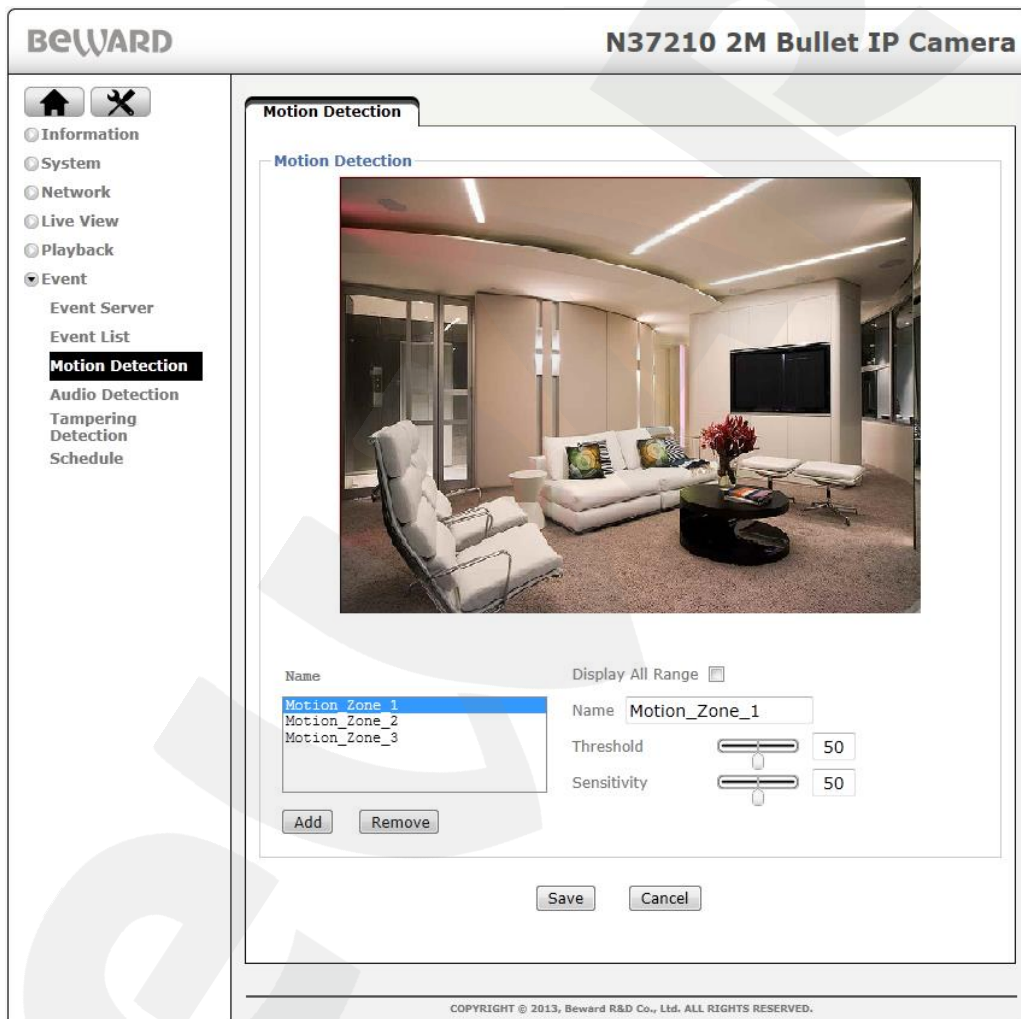 BEWARD
N37210 2M Bullet IP Camera
Information
System
Network
Live View
Playback
Event
Event Server
Event List
Motion Detection
Audio Detection
Tampering
Detection
Schedule
Motion Detection
Motion Detection
Name
Motion_Zone_1
Motion_Zone_2
Motion_Zone_3
Add Remove
Display All Range
Name Motion_Zone_1
Threshold 50
Sensitivity 50
Save Cancel
COPYRIGHT © 2013, Beward R&D Co., Ltd. ALL RIGHTS RESERVED.